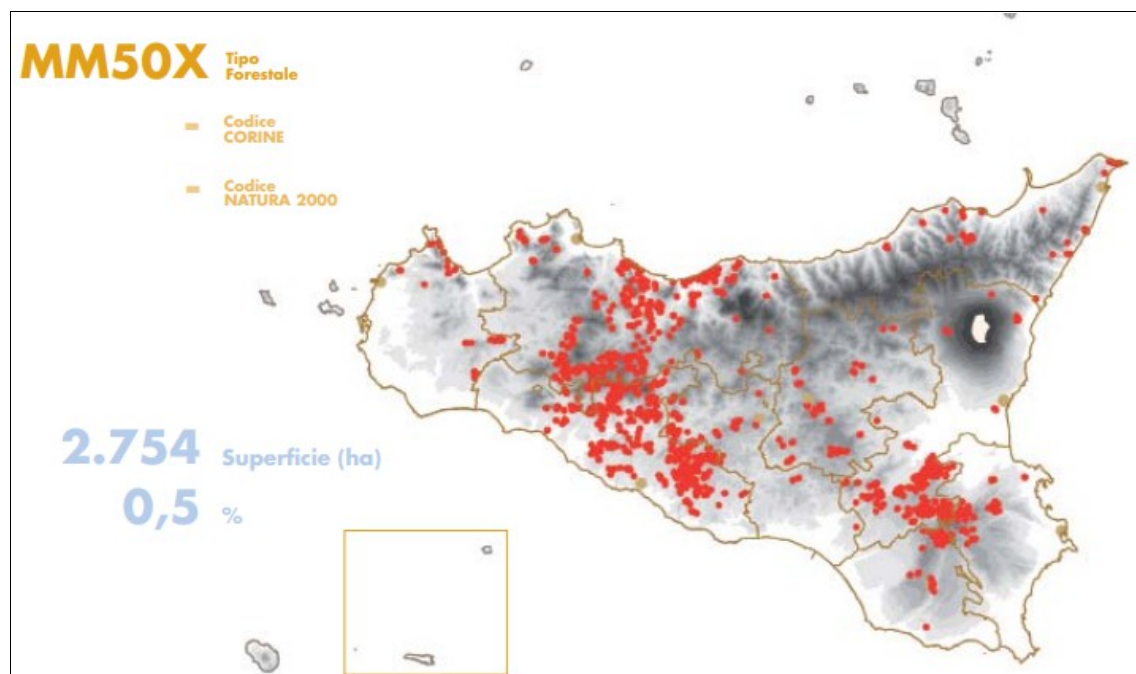 MM50X Tipo
Forestale
- Codice
CORINE
- Codice
NATURA 2000
2.754 Superficie (ha)
0,5 %